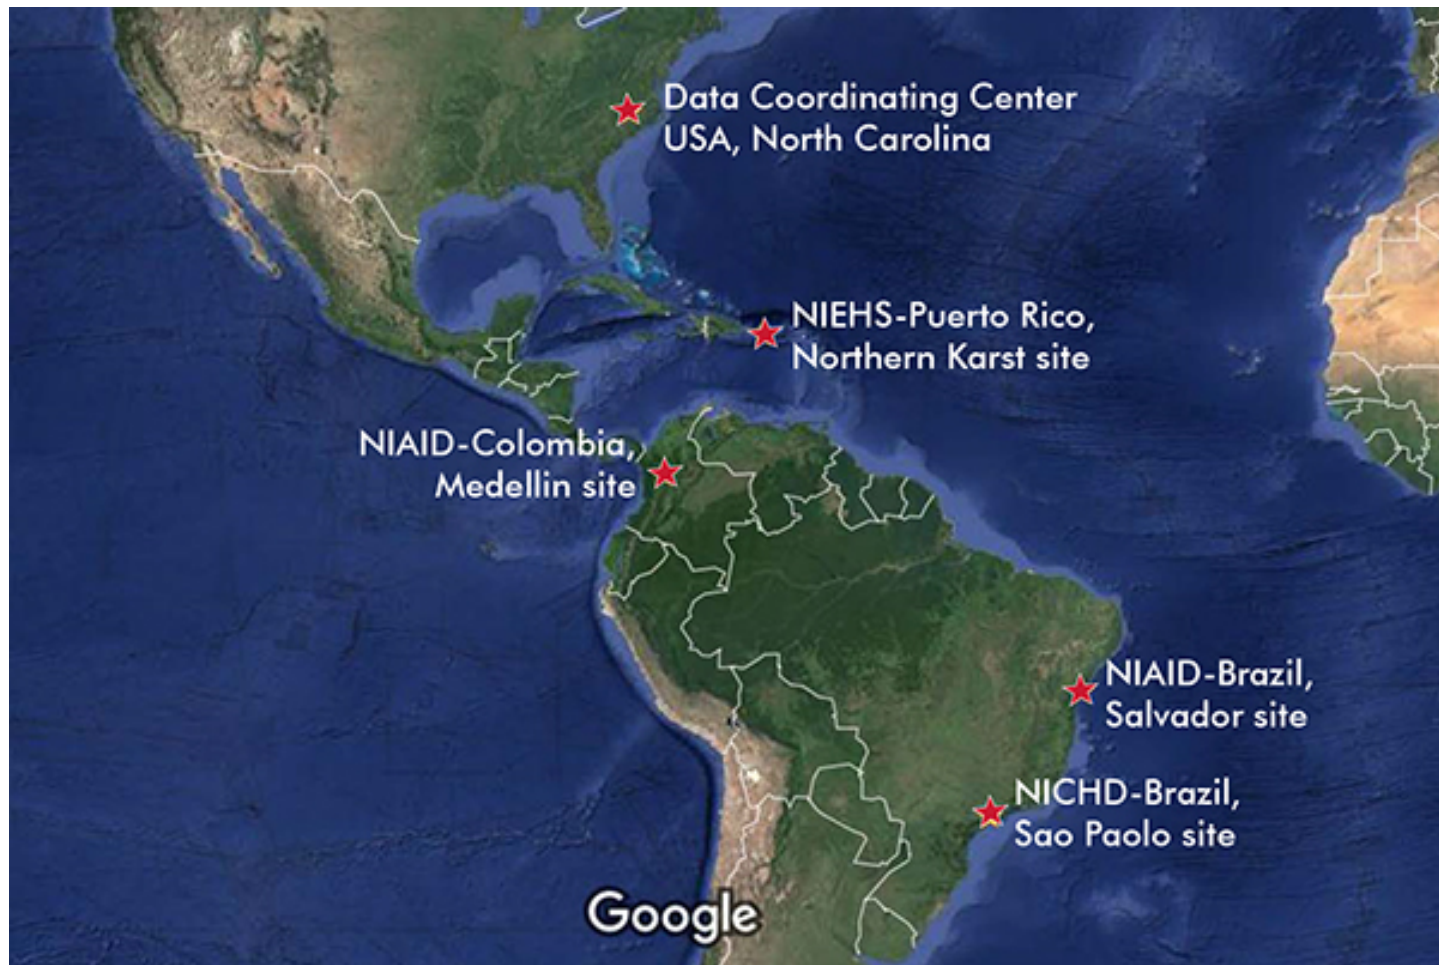 Data Coordinating Center
USA, North Carolina
NIEHS-Puerto Rico,
Northern Karst site
NIAID-Colombia,
Medellin site
NIAID-Brazil,
Salvador site
NICHD-Brazil,
Sao Paolo site
Google